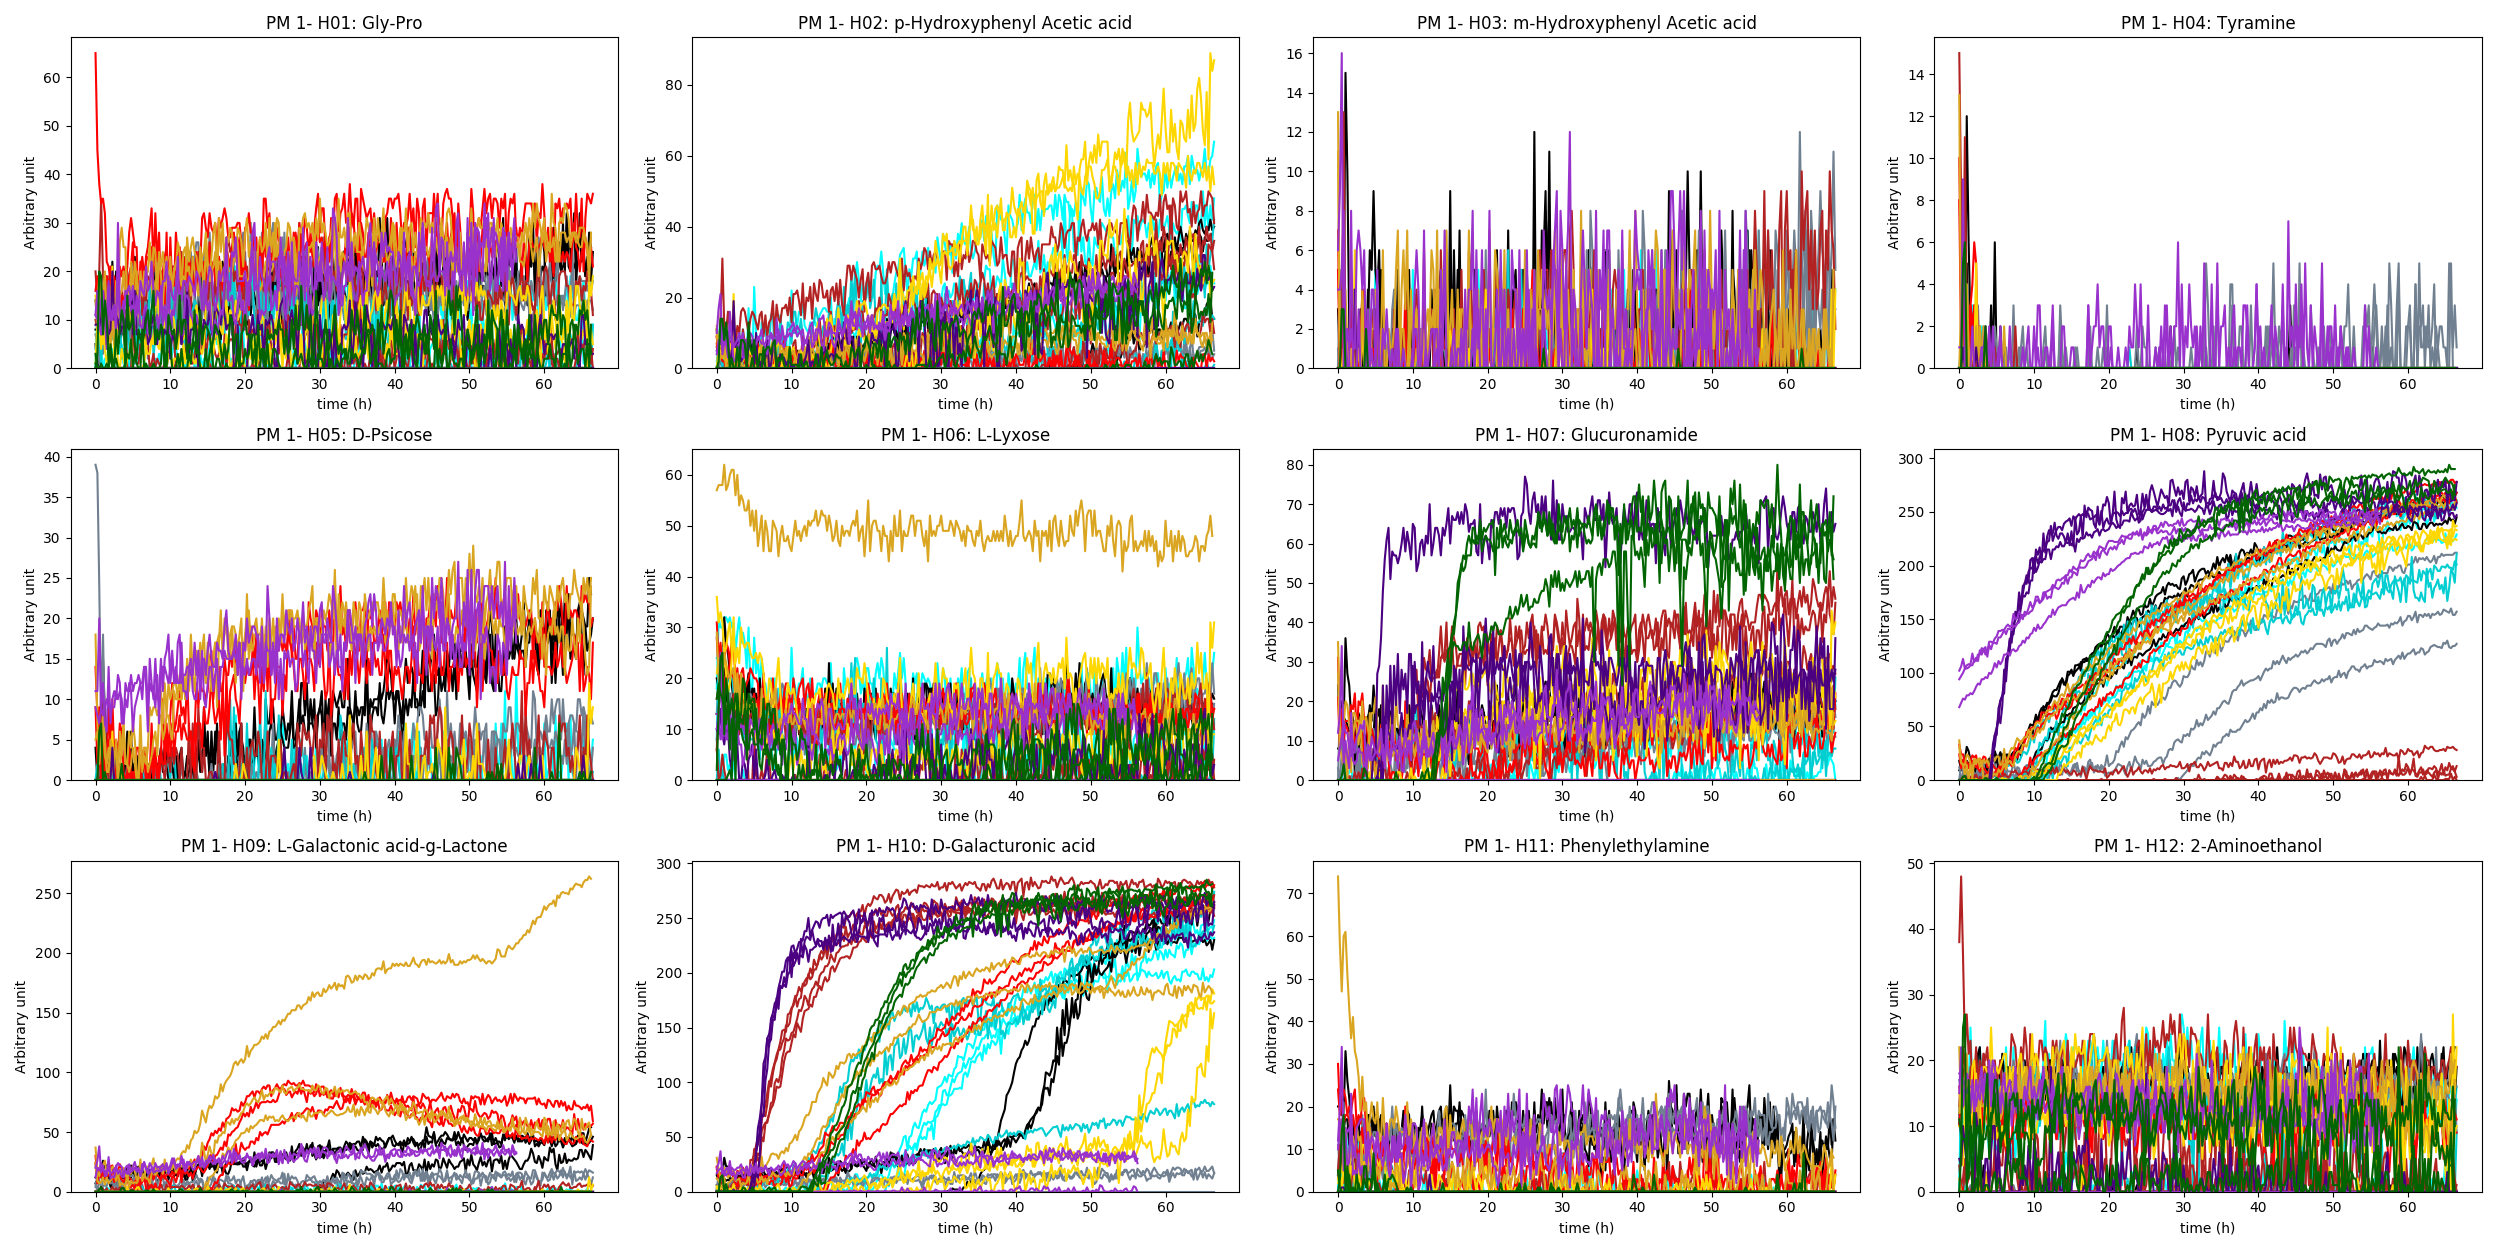 PM 1- H01: Gly-Pro
PM 1- H02: p-Hydroxyphenyl Acetic acid
PM 1- H03: m-Hydroxyphenyl Acetic acid
PM 1- H04: Tyramine
Arbitrary unit
0 10 20 30 40 50 60
0 10 20 30 40 50 60
time (h)
Arbitrary unit
0 20 40 60 80
0 10 20 30 40 50 60
time (h)
Arbitrary unit
0 2 4 6 8 10 12 14 16
0 10 20 30 40 50 60
time (h)
Arbitrary unit
0 2 4 6 8 10 12 14
0 10 20 30 40 50 60
time (h)
PM 1- H05: D-Psicose
PM 1- H06: L-Lyxose
PM 1- H07: Glucuronamide
PM 1- H08: Pyruvic acid
Arbitrary unit
0 5 10 15 20 25 30 35 40
0 10 20 30 40 50 60
time (h)
Arbitrary unit
0 10 20 30 40 50 60
0 10 20 30 40 50 60
time (h)
Arbitrary unit
0 10 20 30 40 50 60 70 80
0 10 20 30 40 50 60
time (h)
Arbitrary unit
0 50 100 150 200 250 300
0 10 20 30 40 50 60
time (h)
PM 1- H09: L-Galactonic acid-g-Lactone
PM 1- H10: D-Galacturonic acid
PM 1- H11: Phenylethylamine
PM 1- H12: 2-Aminoethanol
Arbitrary unit
0 50 100 150 200 250
0 10 20 30 40 50 60
time (h)
Arbitrary unit
0 50 100 150 200 250 300
0 10 20 30 40 50 60
time (h)
Arbitrary unit
0 10 20 30 40 50 60 70
0 10 20 30 40 50 60
time (h)
Arbitrary unit
0 10 20 30 40 50
0 10 20 30 40 50 60
time (h)